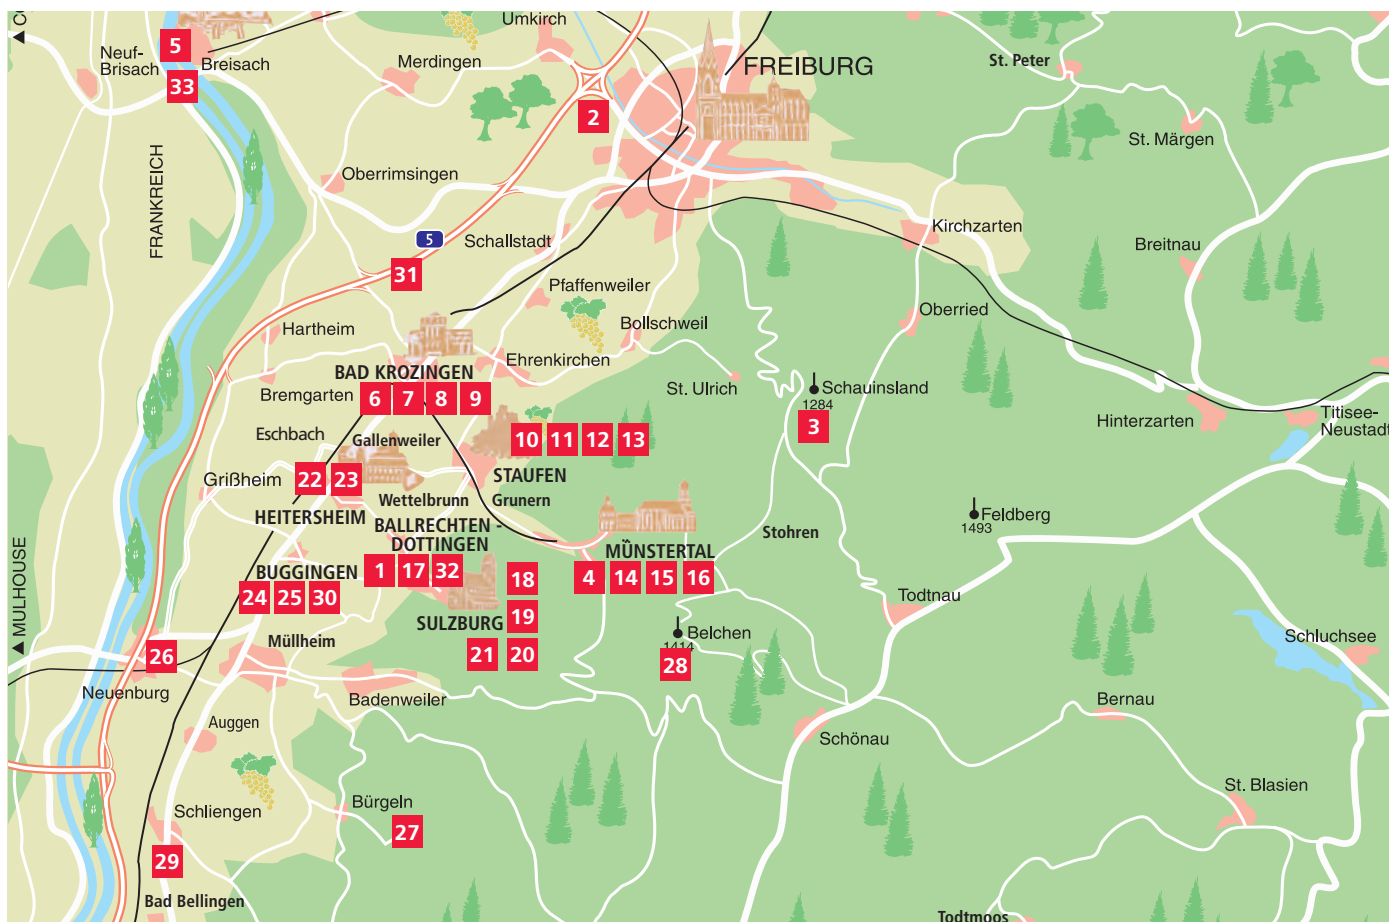 Umkirch
Neuf-
Brisach
5
Breisach
33
Merdingen
2
FREIBURG
St. Peter
St. Märgen
FRANKREICH
Oberrimsingen
5
Schallstadt
31
Kirchzarten
Breitnau
Pfaffenweiler
Hartheim
Bollschweil
Oberried
Ehrenkirchen
BAD KROZINGEN
Bremgarten
6 7 8 9
St. Ulrich
Schauinsland
1284
3
Hinterzarten
Titisee-
Neustadt
Eschbach
Gallenweiler
10 11 12 13
STAUFEN
Grißheim
22 23
Wettelbrunn
Grunern
HEITERSHEIM
BALLRECHTEN -
DOTTINGEN
Stohren
Feldberg
1493
MÜNSTERTAL
BUGGINGEN
1 17 32
18
4 14 15 16
24 25 30
SULZBURG
19
Todtnau
MULHOUSE
Müllheim
21 20
Belchen
1414
28
Schluchsee
26
Neuenburg
Badenweiler
Bernau
Auggen
Schönau
Schliengen
Bürgeln
27
St. Blasien
29
Bad Bellingen
Todtmoos